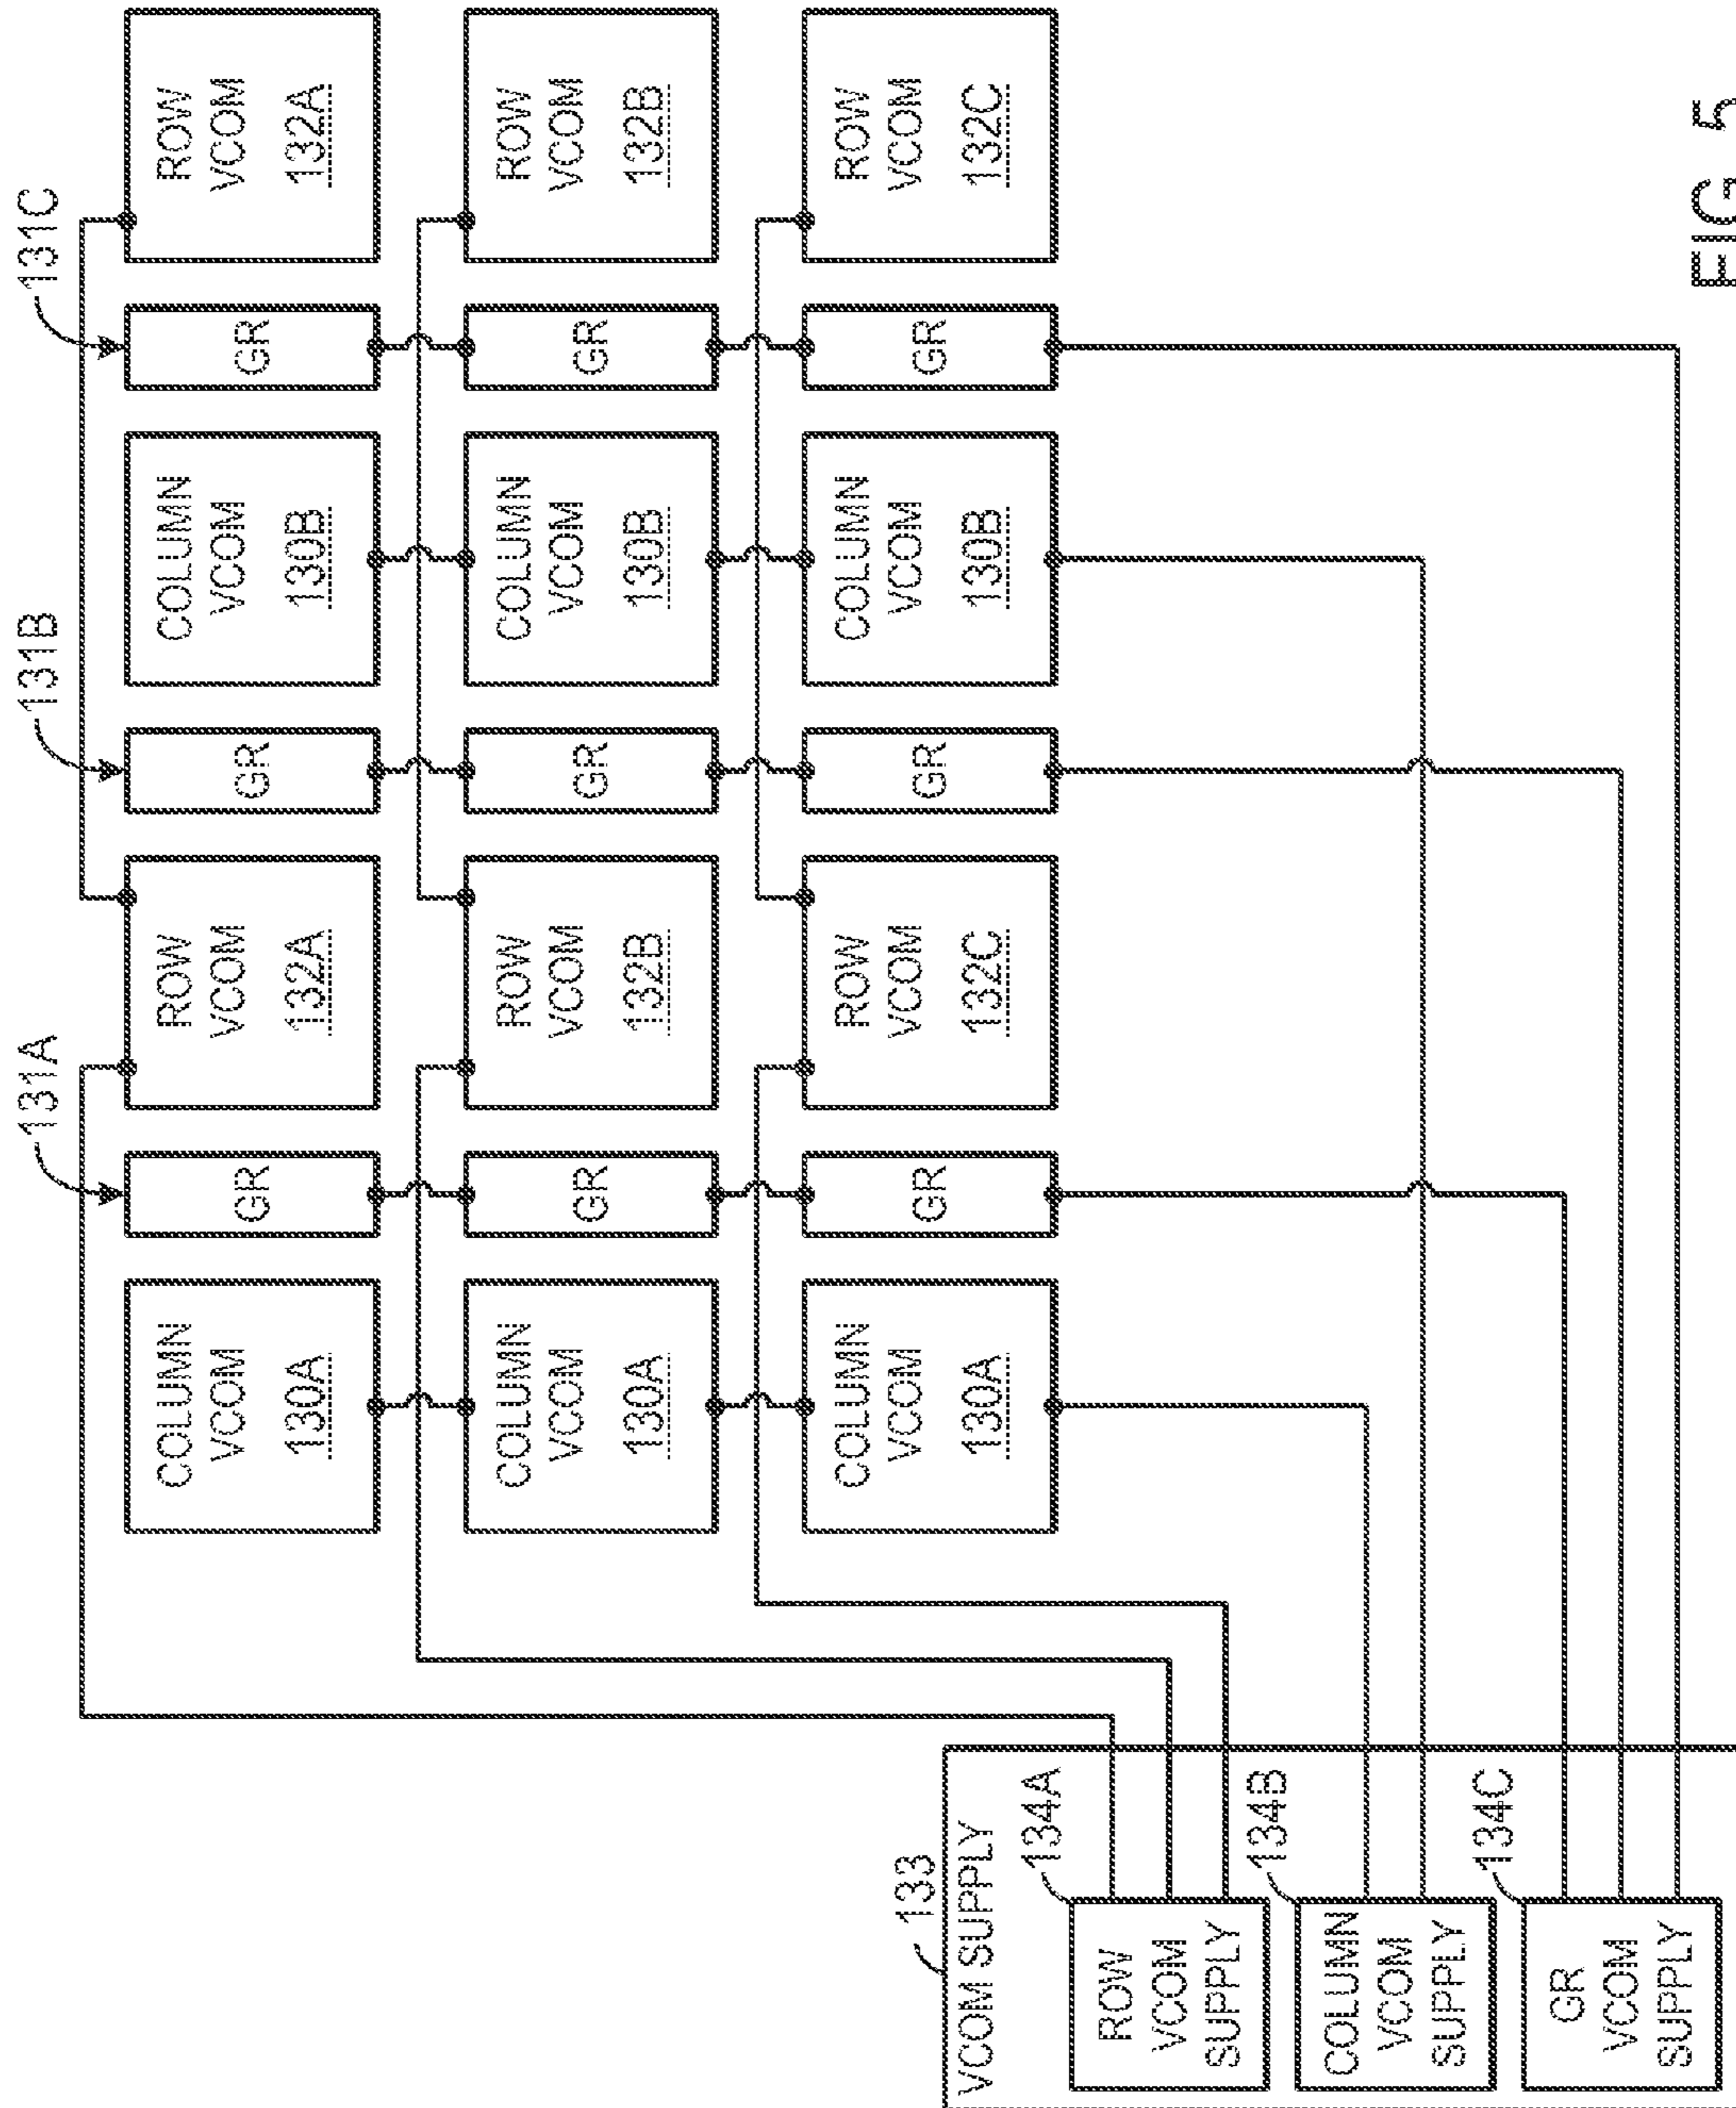 131A
131B
131C
COLUMN
VCOM
130A
GR
ROW
VCOM
132A
GR
COLUMN
VCOM
130B
GR
ROW
VCOM
132A
COLUMN
VCOM
130A
GR
ROW
VCOM
132B
GR
COLUMN
VCOM
130B
GR
ROW
VCOM
132B
COLUMN
VCOM
130A
GR
ROW
VCOM
132C
GR
COLUMN
VCOM
130B
GR
ROW
VCOM
132C
133
VCOM SUPPLY
134A
ROW
VCOM
SUPPLY
134B
COLUMN
VCOM
SUPPLY
134C
GR
VCOM
SUPPLY
FIG 5